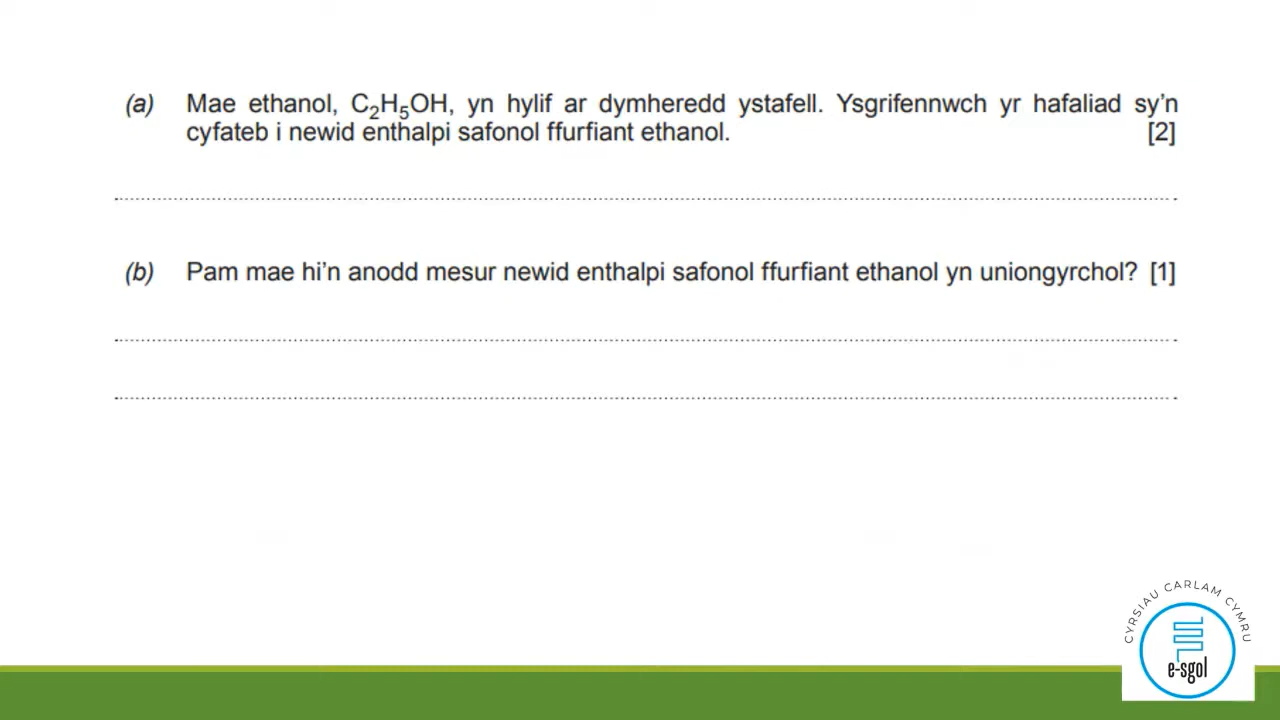 (a) Mae ethanol, C₂H₅OH, yn hylif ar dymheredd ystafell. Ysgrifennwch yr hafaliad sy'n
cyfateb i newid enthalpi safonol ffurfiant ethanol. [2]
(b) Pam mae hi'n anodd mesur newid enthalpi safonol ffurfiant ethanol yn uniongyrchol? [1]
CYRSIAU CARLAM CYMRU
e-sgol